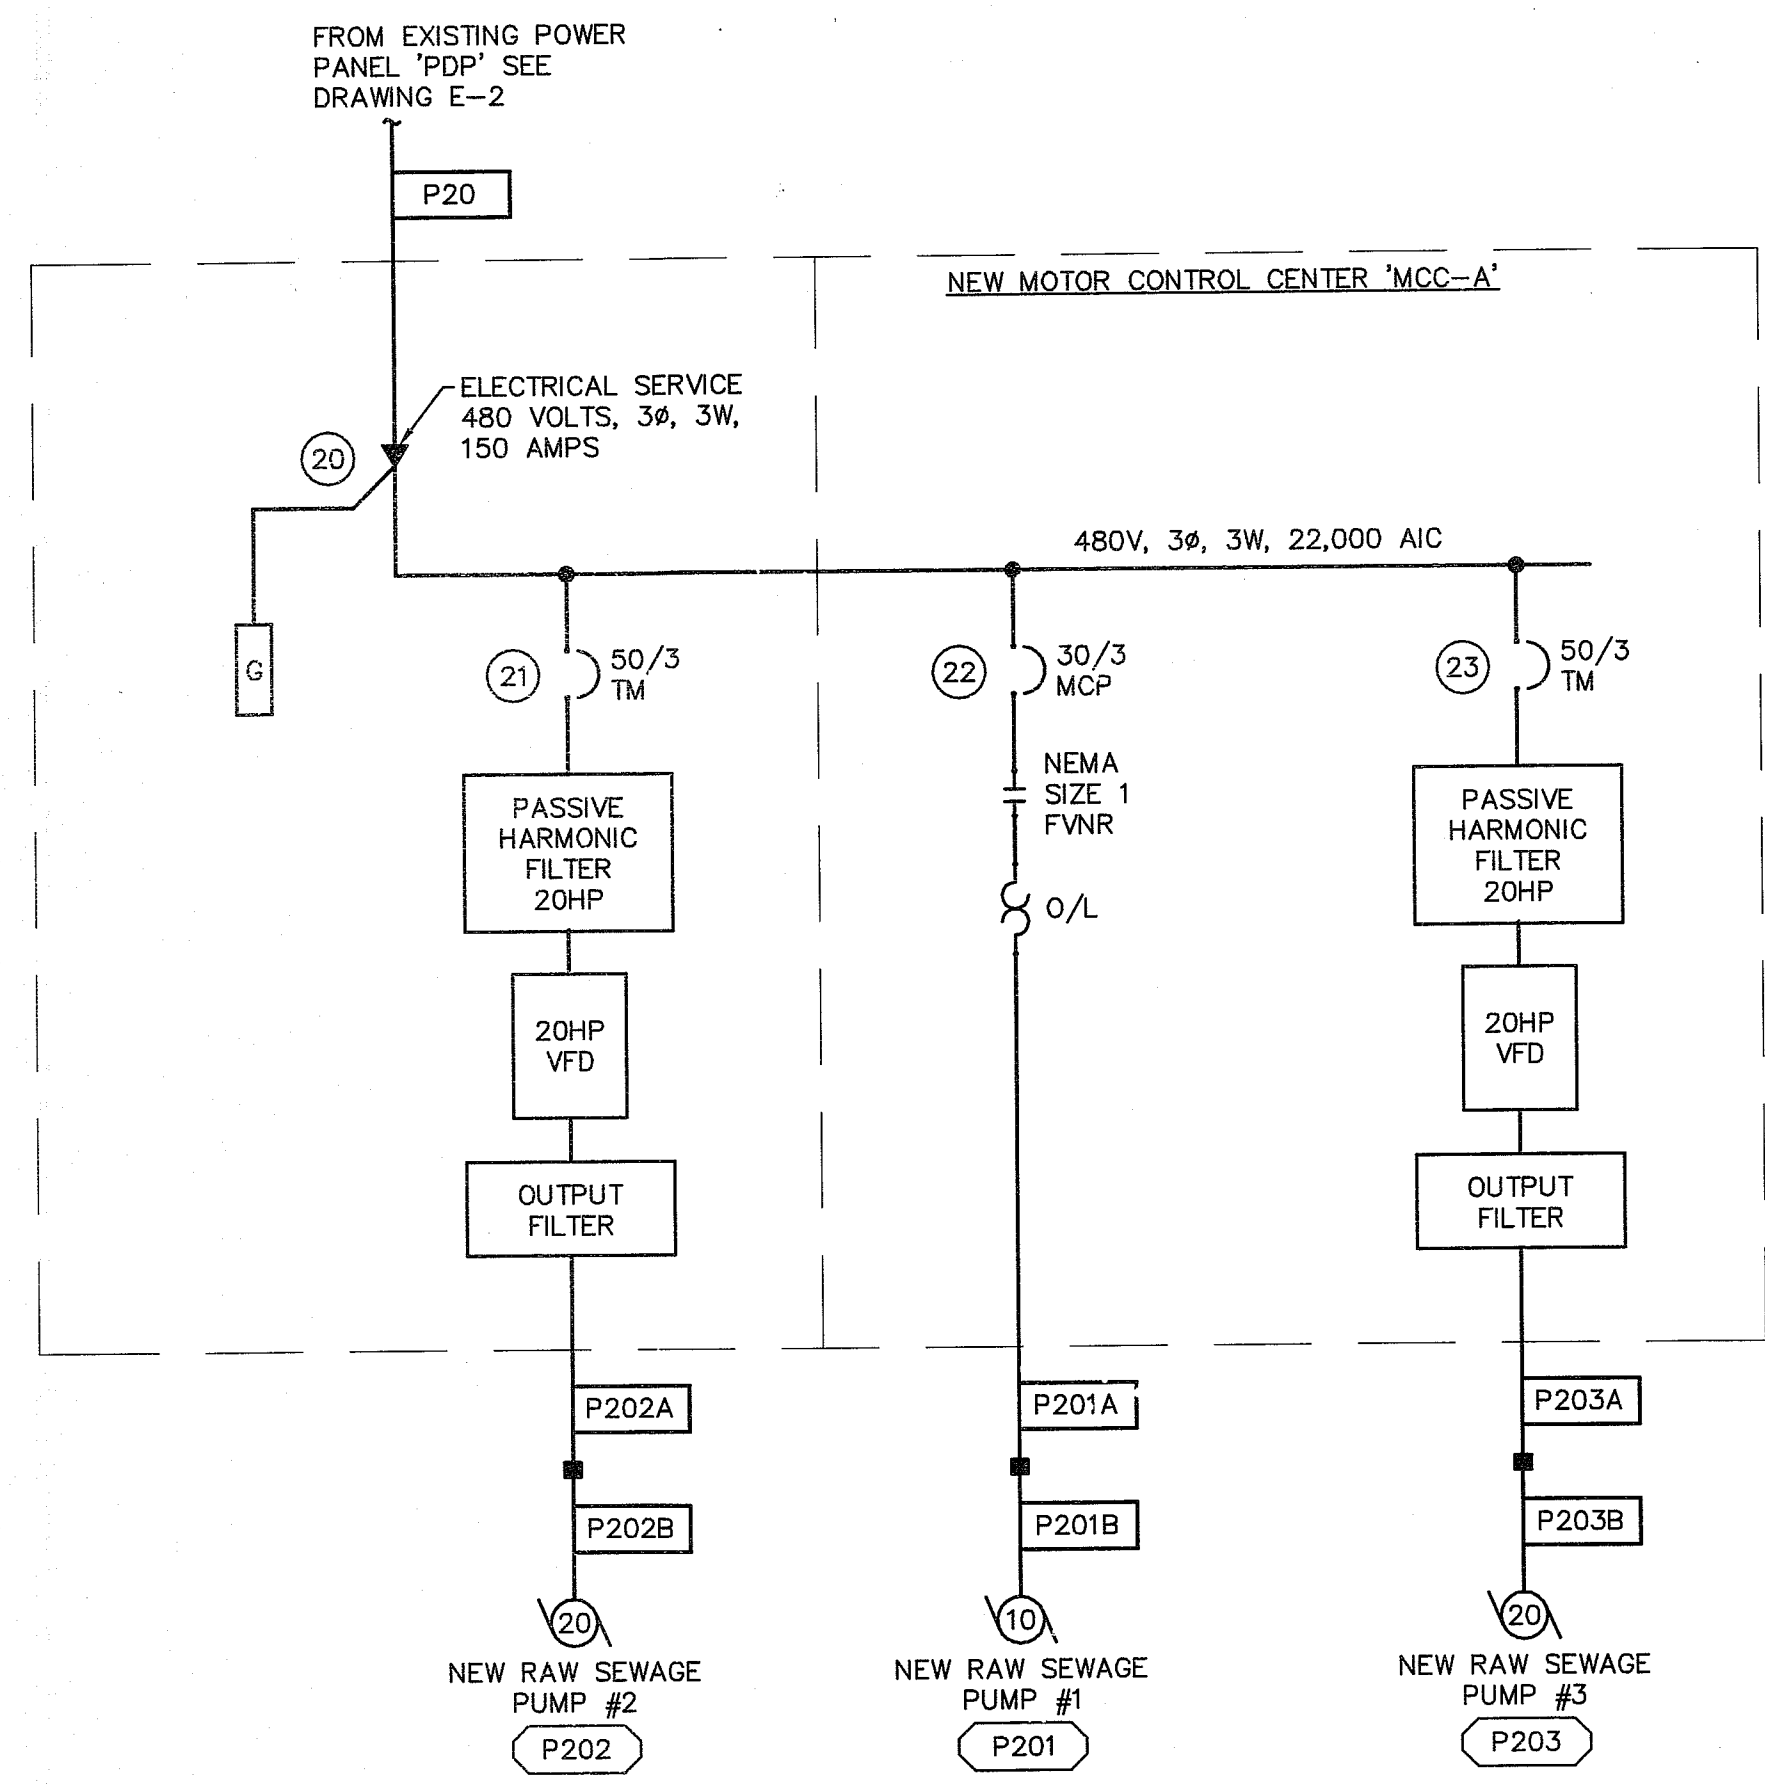 FROM EXISTING POWER
PANEL 'PDP' SEE
DRAWING E-2
P20
NEW MOTOR CONTROL CENTER 'MCC-A'
ELECTRICAL SERVICE
480 VOLTS, 3Ø, 3W,
150 AMPS
20
480V, 3Ø, 3W, 22,000 AIC
G
21
50/3
TM
22
30/3
MCP
23
50/3
TM
PASSIVE
HARMONIC
FILTER
20HP
NEMA
SIZE 1
FVNR
O/L
PASSIVE
HARMONIC
FILTER
20HP
20HP
VFD
20HP
VFD
OUTPUT
FILTER
OUTPUT
FILTER
P202A
P201A
P203A
P202B
P201B
P203B
20
NEW RAW SEWAGE
PUMP #2
P202
10
NEW RAW SEWAGE
PUMP #1
P201
20
NEW RAW SEWAGE
PUMP #3
P203